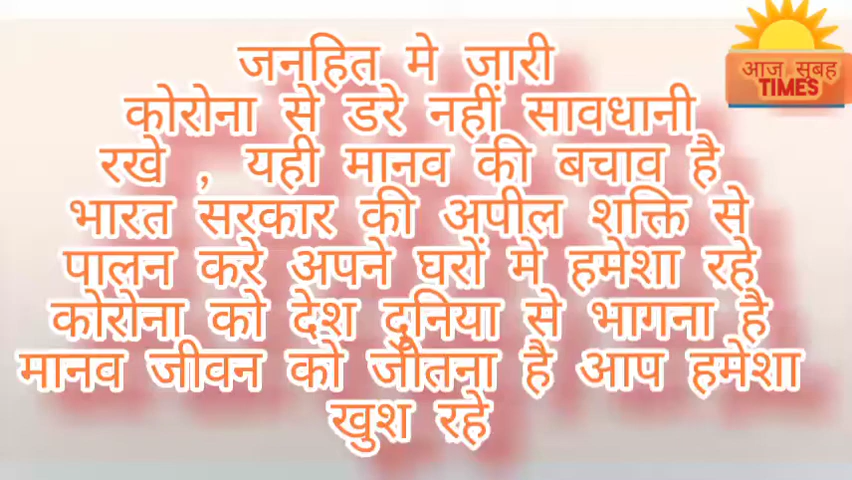 जनहित मे जारी
कोरोना से डरे नहीं सावधानी
रखे , यही मानव की बचाव है
भारत सरकार की अपील शक्ति से
पालन करे अपने घरों मे हमेशा रहे
कोरोना को देश दुनिया से भागना है
मानव जीवन को जीतना है आप हमेशा
खुश रहे
आज सुबह
TIMES